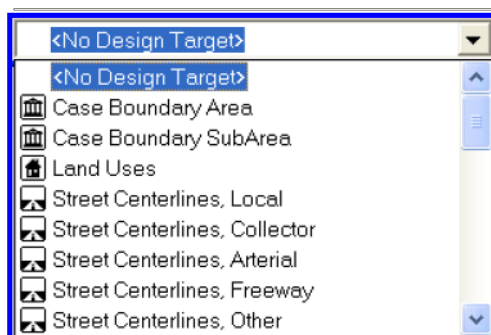 <No Design Target>
<No Design Target>
Case Boundary Area
Case Boundary SubArea
Land Uses
Street Centerlines, Local
Street Centerlines, Collector
Street Centerlines, Arterial
Street Centerlines, Freeway
Street Centerlines, Other